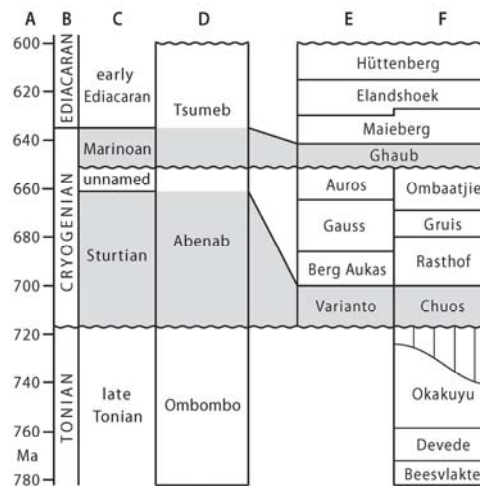 A B C D E F
600
620
640
660
680
700
720
740
760
Ma
780
EDIACARAN
CRYOGENIAN
TONIAN
early
Ediacaran
Marinoan
unnamed
Sturtian
late
Tonian
Tsumeb
Abenab
Ombombo
Hüttenberg
Elandshoek
Maieberg
Ghaub
Auros
Gauss
Berg Aukas
Varianto
Ombaatjie
Gruis
Rasthof
Chuos
Okakuyu
Devede
Beesvlakte